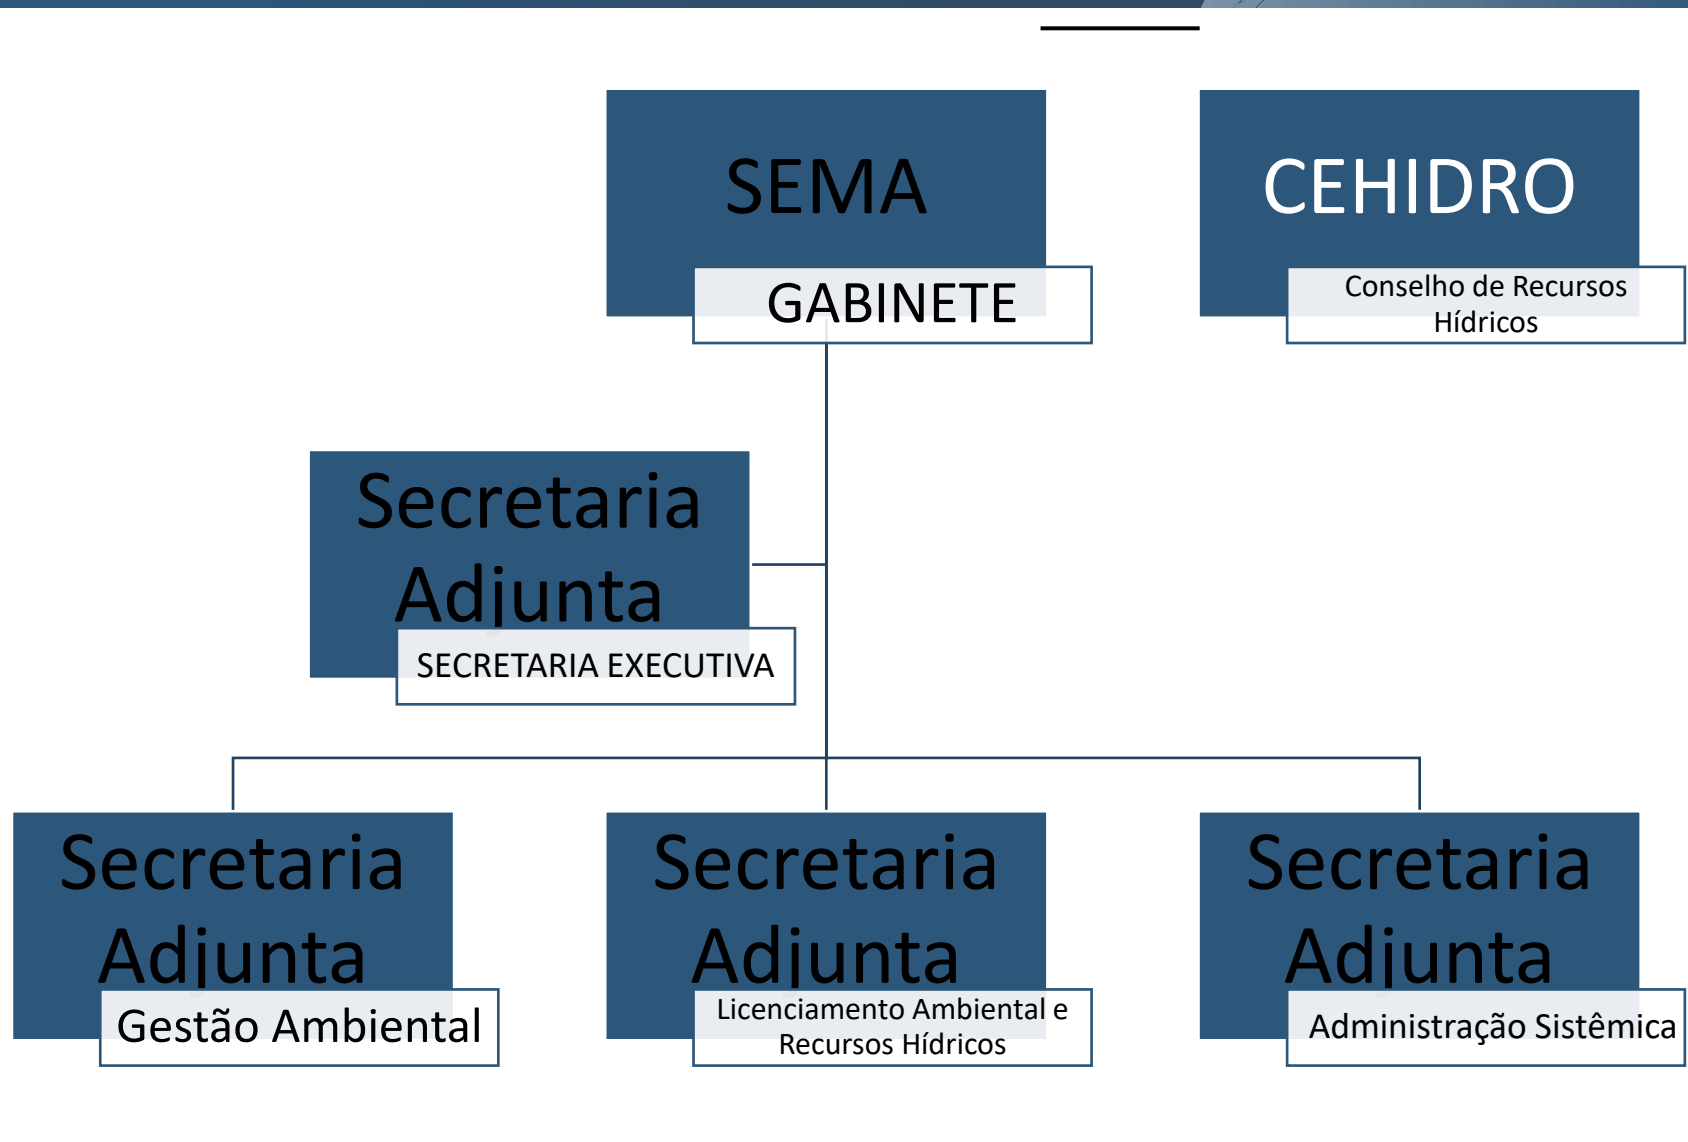 SEMA
GABINETE
CEHIDRO
Conselho de Recursos
Hídricos
Secretaria
Adjunta
SECRETARIA EXECUTIVA
Secretaria
Adjunta
Gestão Ambiental
Secretaria
Adjunta
Licenciamento Ambiental e
Recursos Hídricos
Secretaria
Adjunta
Administração Sistêmica